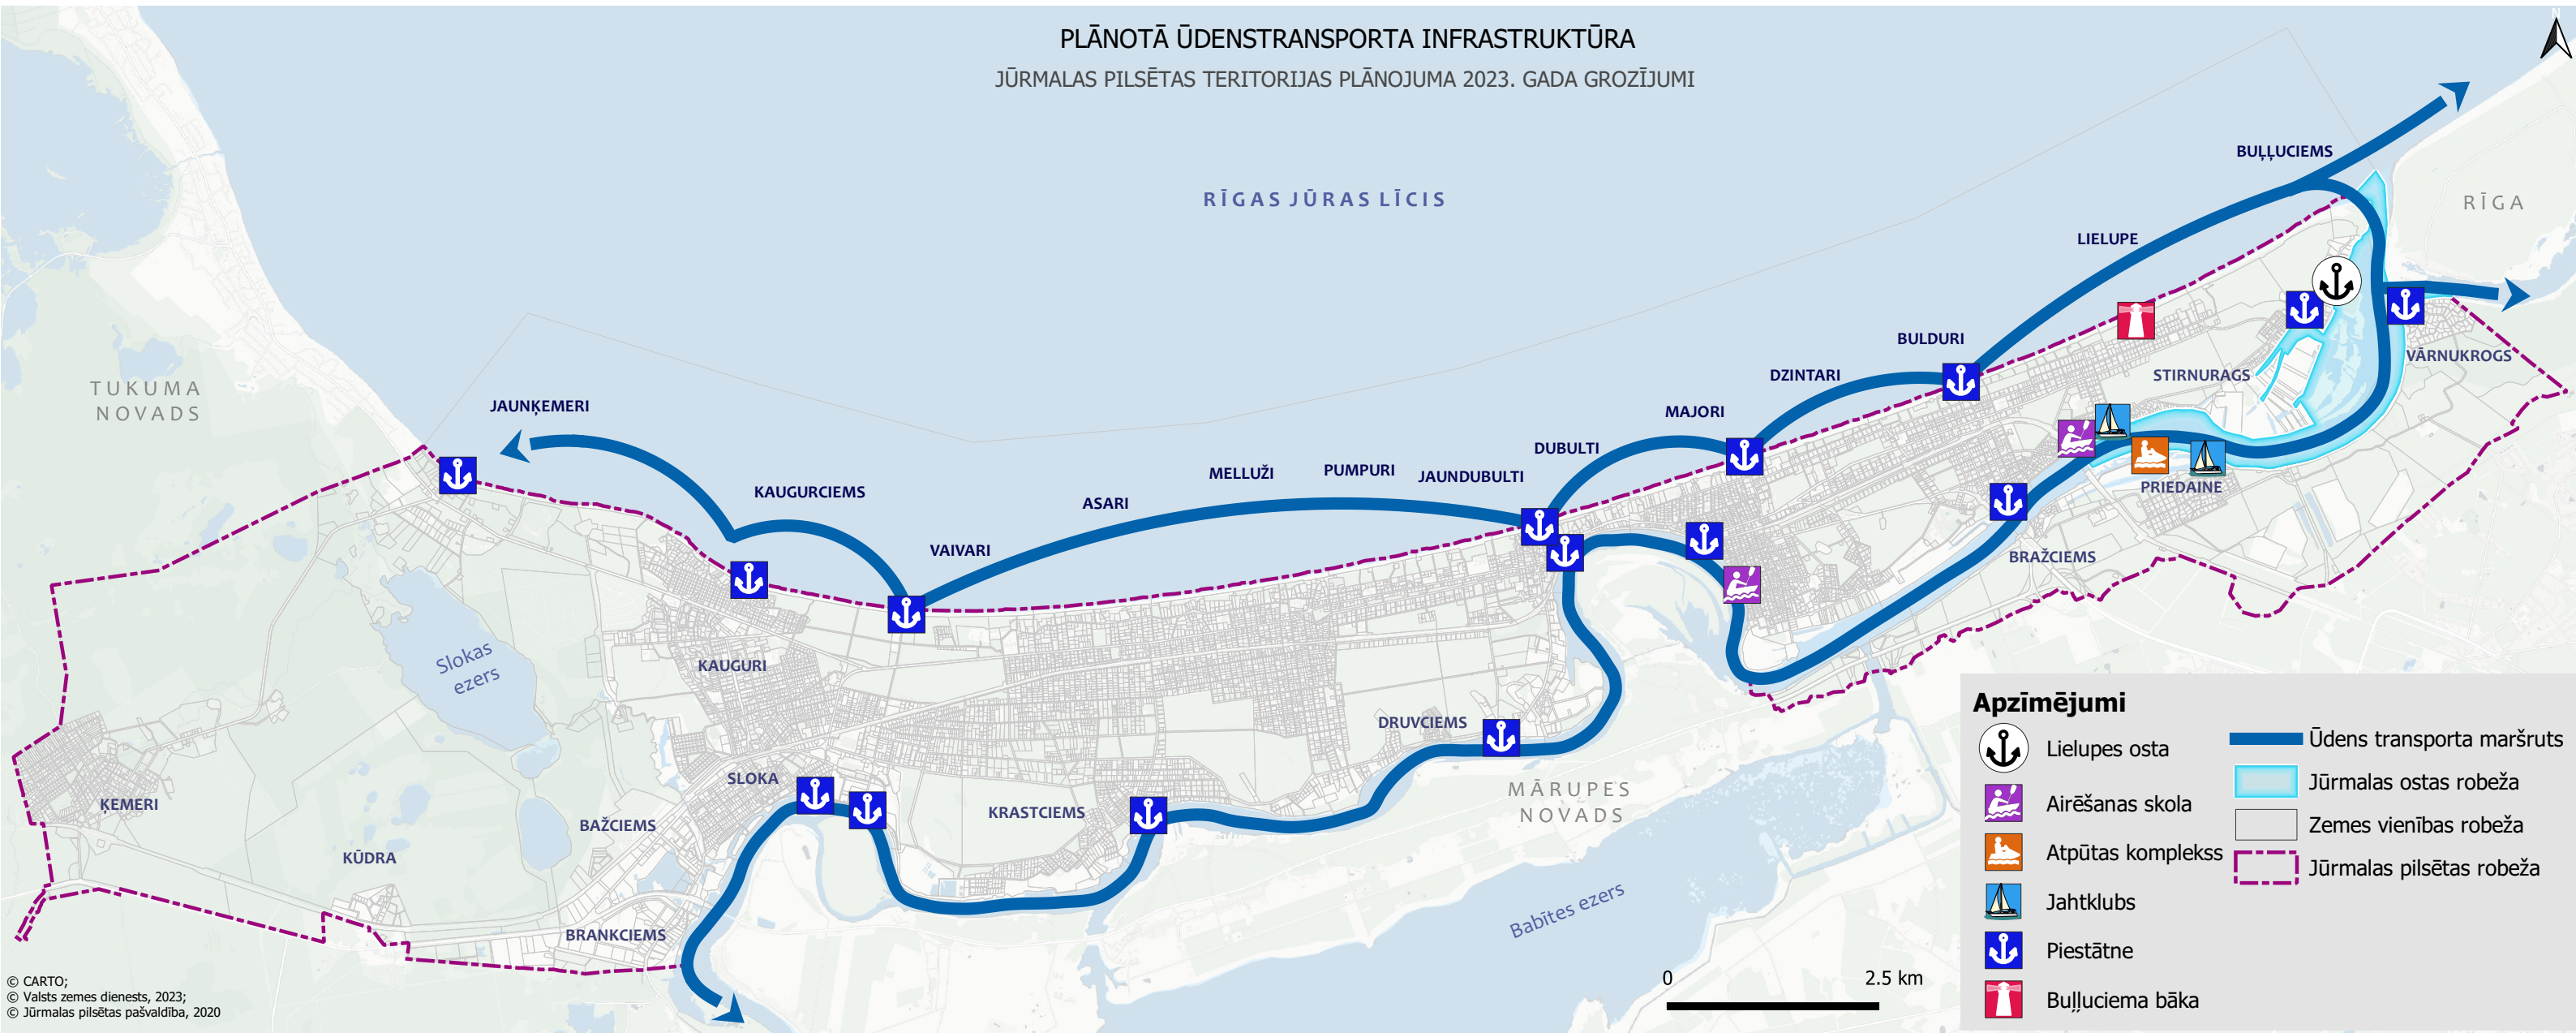 N
PLĀNOTĀ ŪDENSTRANSPORTA INFRASTRUKTŪRA
JŪRMALAS PILSĒTAS TERITORIJAS PLĀNOJUMA 2023. GADA GROZĪJUMI
BUĻĻUCIEMS
RĪGAS JŪRAS LĪCIS
RĪGA
LIELUPE
BULDURI
VĀRNUKROGS
DZINTARI
STIRNURAGS
TUKUMA
NOVADS
JAUNĶEMERI
MAJORI
DUBULTI
MELLUŽI
PUMPURI
JAUNDUBULTI
KAUGURCIEMS
PRIEDAINE
ASARI
VAIVARI
BRAŽCIEMS
Slokas
ezers
KAUGURI
DRUVCIEMS
SLOKA
MĀRUPES
NOVADS
ĶEMERI
KRASTCIEMS
BAŽCIEMS
KŪDRA
Babītes ezers
BRANKCIEMS
Apzīmējumi
Lielupes osta
Airēšanas skola
Atpūtas komplekss
Jahtklubs
Piestātne
Buļļuciema bāka
Ūdens transporta maršruts
Jūrmalas ostas robeža
Zemes vienības robeža
Jūrmalas pilsētas robeža
0 2.5 km
© CARTO;
© Valsts zemes dienests, 2023;
© Jūrmalas pilsētas pašvaldība, 2020